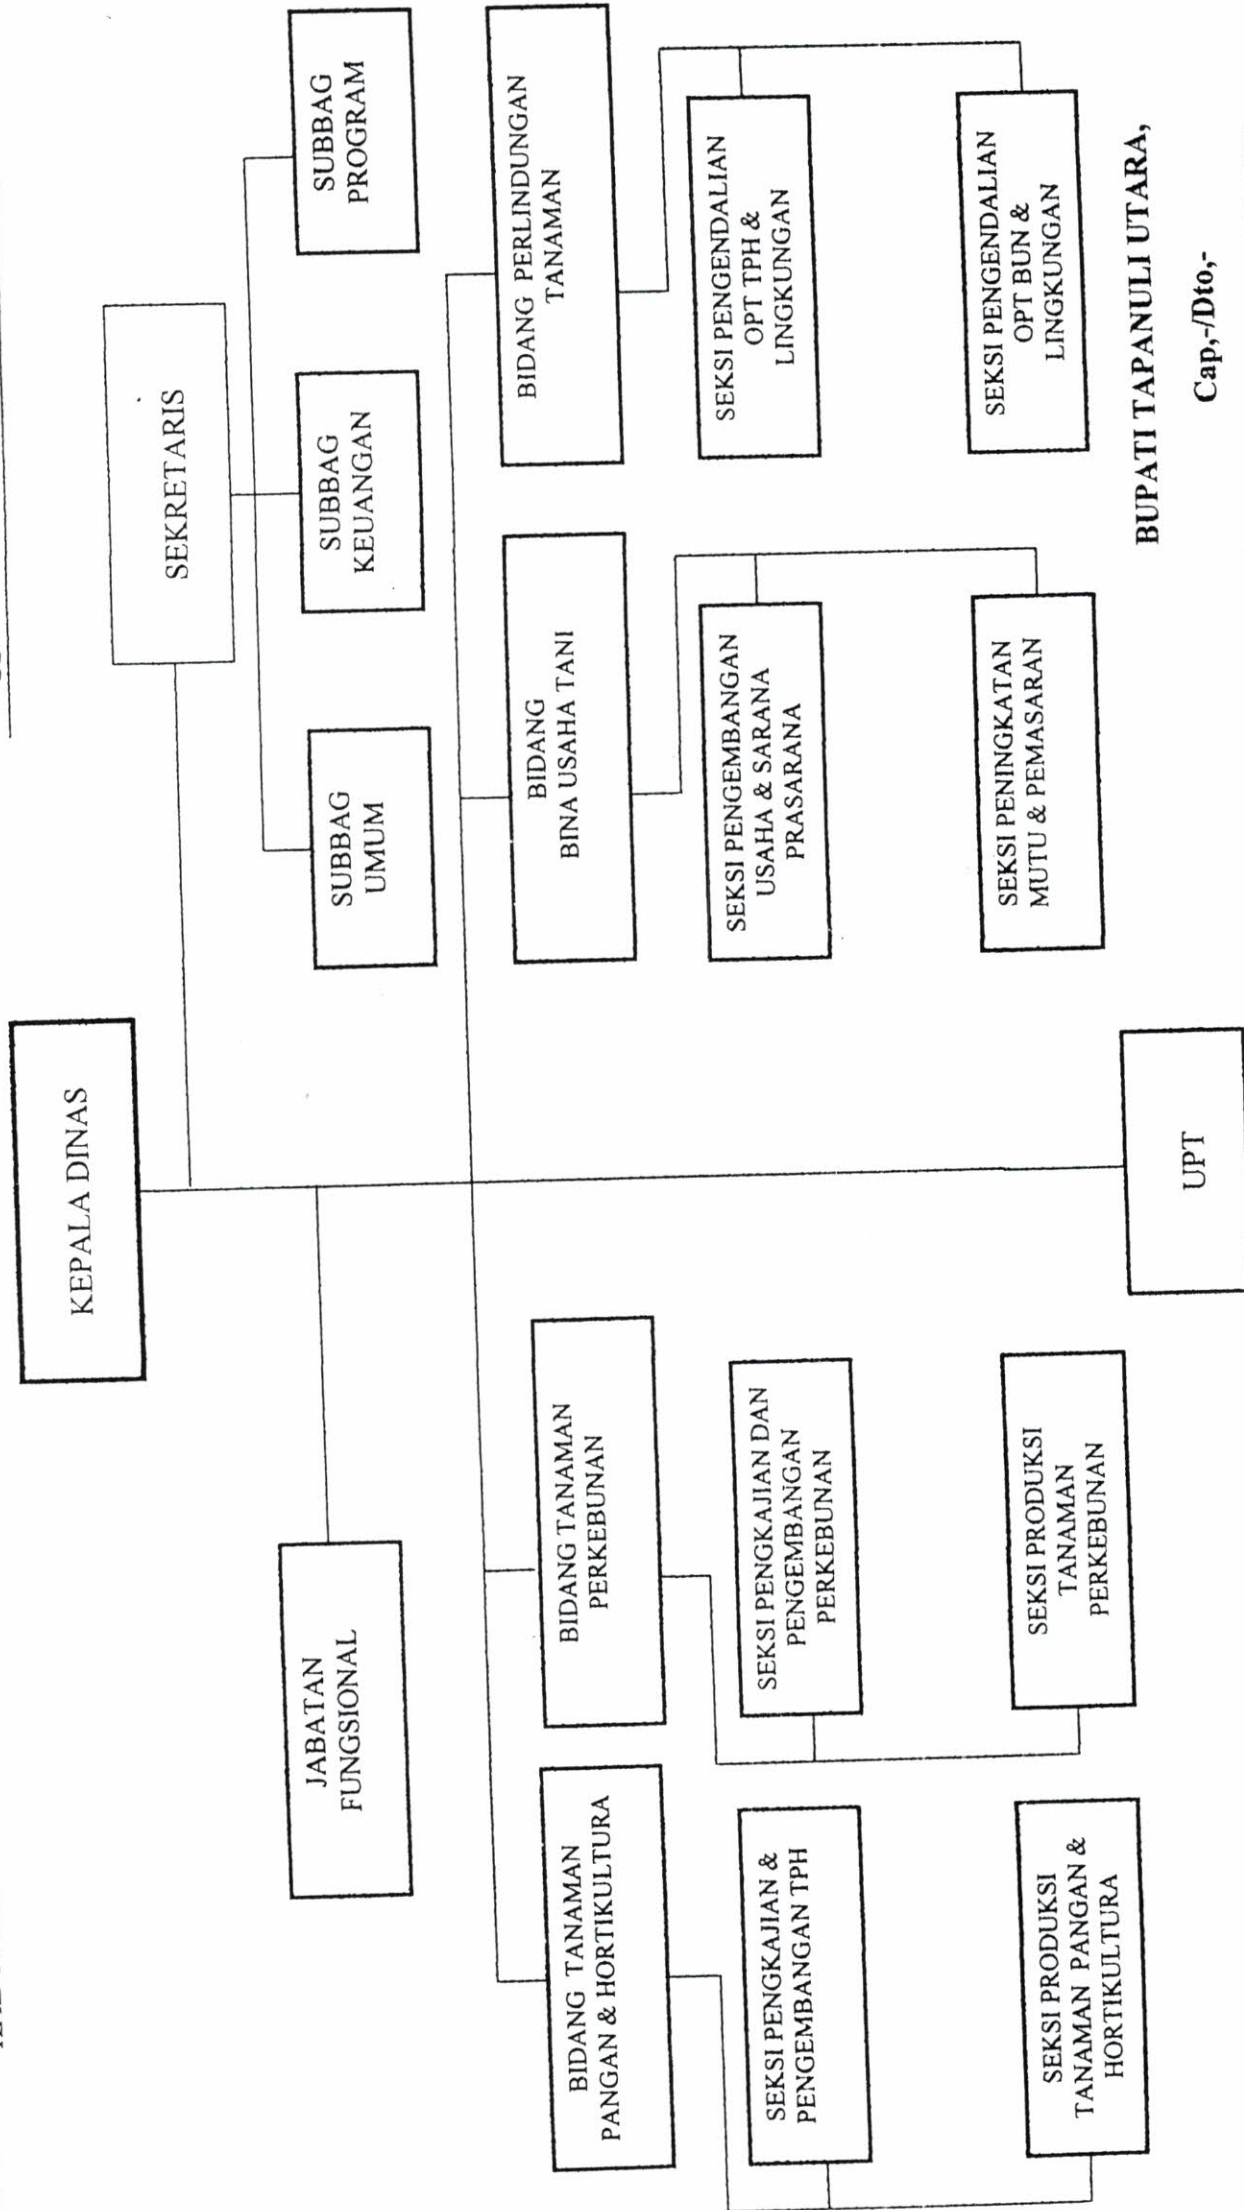 KEPALA DINAS
SEKRETARIS
JABATAN
FUNGSIONAL
SUBBAG
UMUM
SUBBAG
KEUANGAN
SUBBAG
PROGRAM
BIDANG TANAMAN
PANGAN & HORTIKULTURA
BIDANG TANAMAN
PERKEBUNAN
BIDANG
BINA USAHA TANI
BIDANG PERLINDUNGAN
TANAMAN
SEKSI PENGKAJIAN &
PENGEMBANGAN TPH
SEKSI PENGKAJIAN DAN
PENGEMBANGAN
PERKEBUNAN
SEKSI PENGEMBANGAN
USAHA & SARANA
PRASARANA
SEKSI PENGENDALIAN
OPT TPH &
LINGKUNGAN
SEKSI PRODUKSI
TANAMAN PANGAN &
HORTIKULTURA
SEKSI PRODUKSI
TANAMAN
PERKEBUNAN
SEKSI PENINGKATAN
MUTU & PEMASARAN
SEKSI PENGENDALIAN
OPT BUN &
LINGKUNGAN
UPT
BUPATI TAPANULI UTARA,
Cap,-/Dto,-